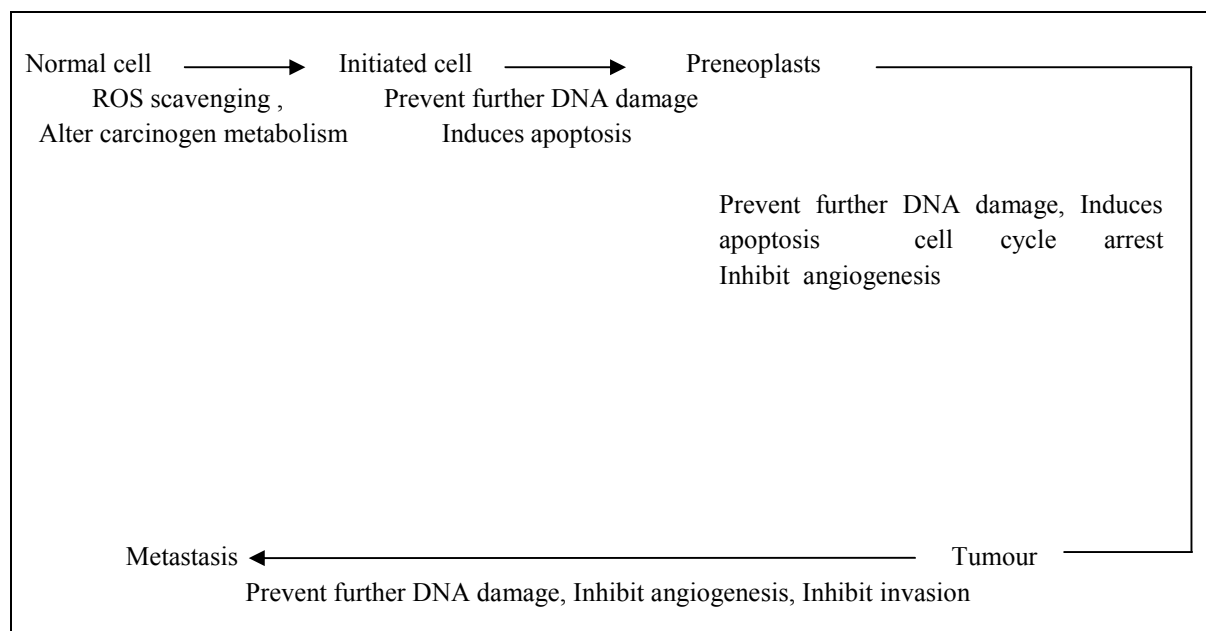 Normal cell Initiated cell Preneoplasts
ROS scavenging , Prevent further DNA damage
Alter carcinogen metabolism Induces apoptosis
Prevent further DNA damage, Induces
apoptosis cell cycle arrest
Inhibit angiogenesis
Metastasis Tumour
Prevent further DNA damage, Inhibit angiogenesis, Inhibit invasion